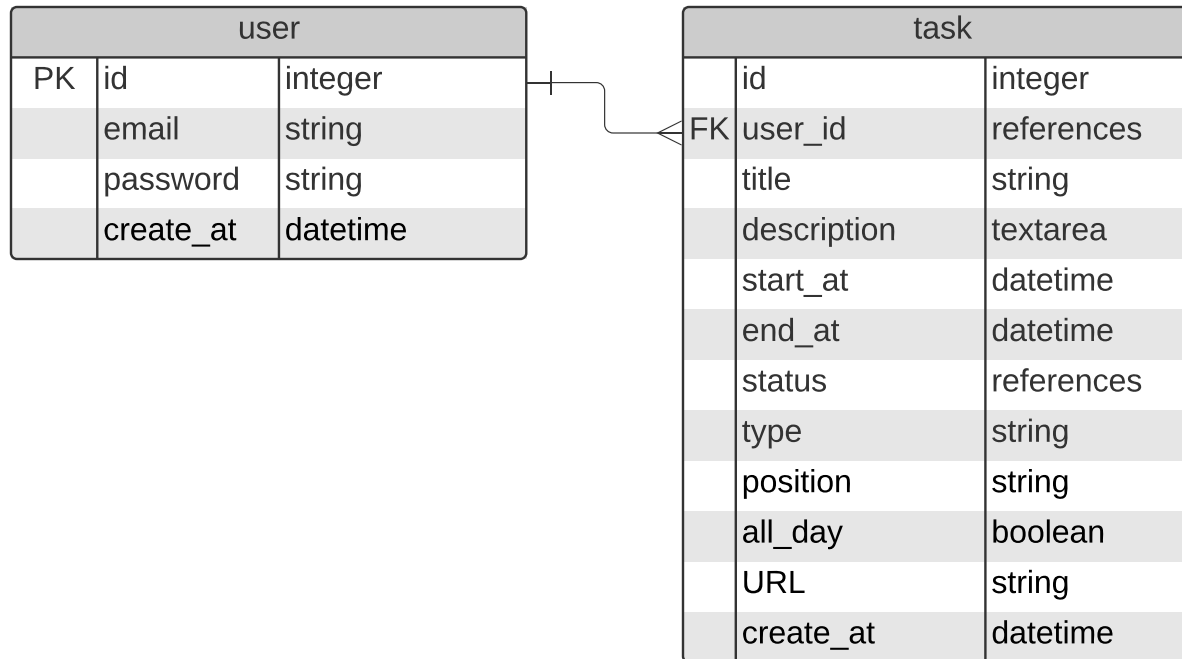 user
PK id integer
email string
password string
create_at datetime
task
id integer
FK user_id references
title string
description textarea
start_at datetime
end_at datetime
status references
type string
position string
all_day boolean
URL string
create_at datetime